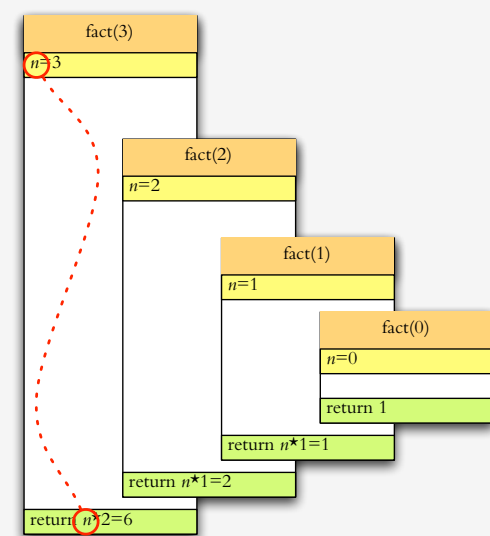 fact(3)
n=3
fact(2)
n=2
fact(1)
n=1
fact(0)
n=0
return 1
return n★1=1
return n★1=2
return n★2=6